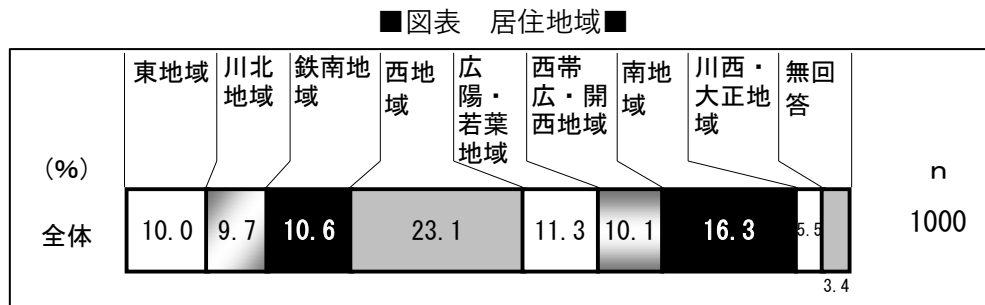 ■図表　居住地域■
東地域
川北
地域
鉄南地
域
西地
域
広
陽・
若葉
地域
西帯
広・開
西地域
南地
域
川西・
大正地
域
無回
答
(%)
n
全体
10.0
9.7
10.6
23.1
11.3
10.1
16.3
5.5
3.4
1000